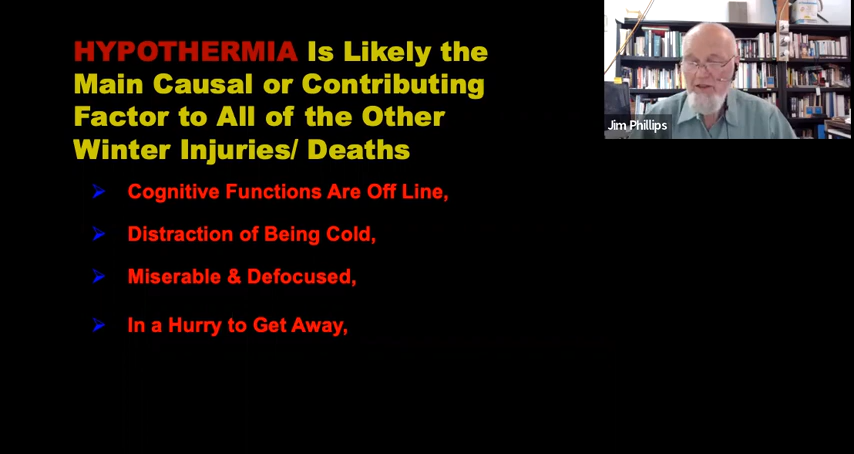 HYPOTHERMIA Is Likely the
Main Causal or Contributing
Factor to All of the Other
Winter Injuries/ Deaths
Cognitive Functions Are Off Line,
Distraction of Being Cold,
Miserable & Defocused,
In a Hurry to Get Away,
Jim Phillips